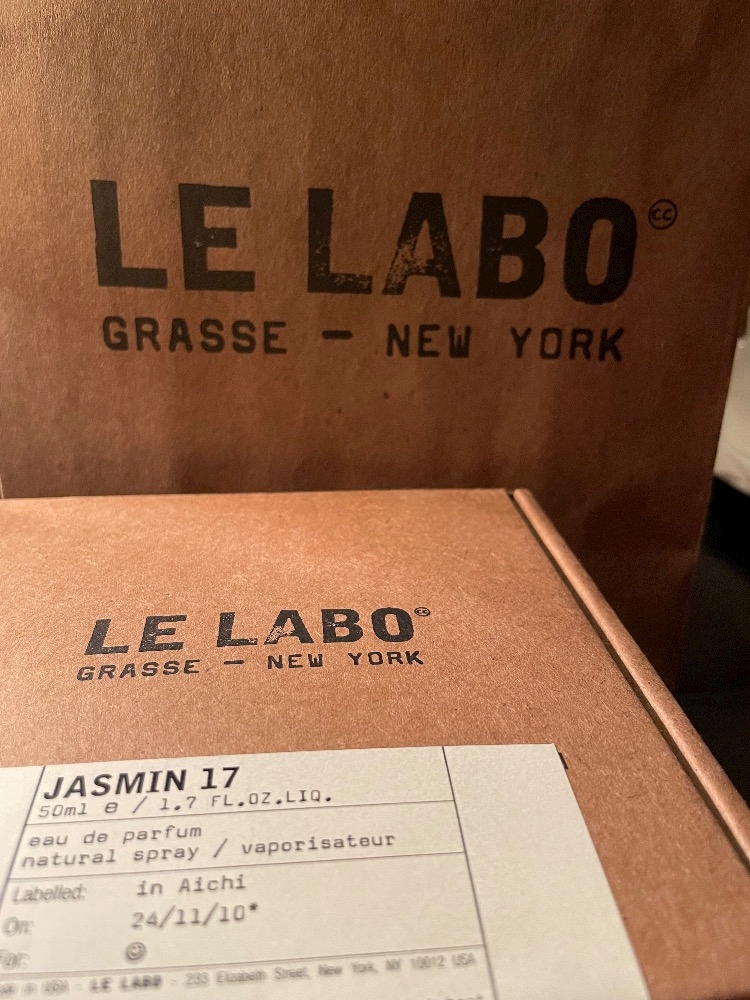 LE LABO
GRASSE — NEW YORK
LE LABO
GRASSE — NEW YORK
JASMIN 17
50ml e / 1.7 FL.OZ.LIQ.
eau de parfum
natural spray / vaporisateur
Labelled: in Aichi
On: 24/11/10*
For: ☺
in USA - LE LABO - 233 Elizabeth Street, New York, NY 10012 USA